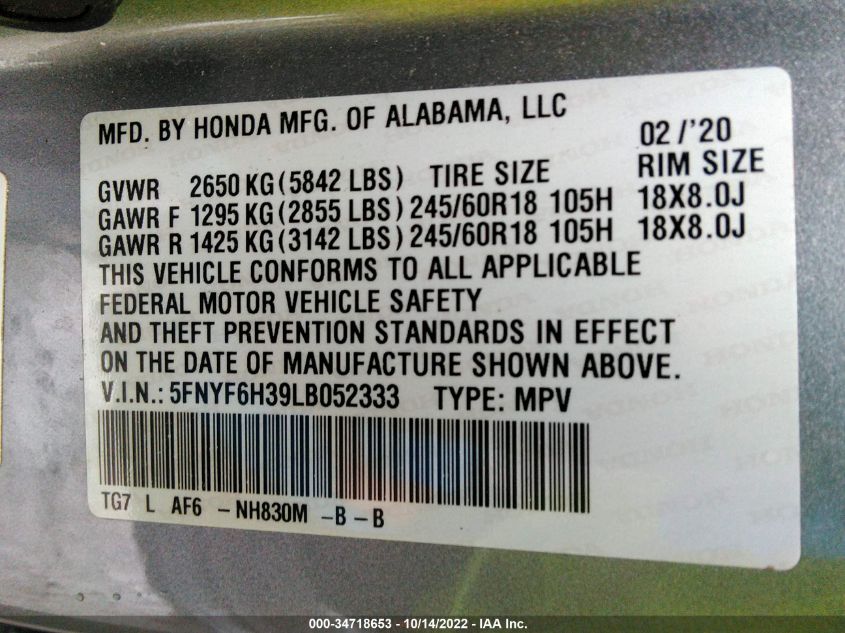 MFD. BY HONDA MFG. OF ALABAMA, LLC 02/'20
GVWR 2650 KG (5842 LBS) TIRE SIZE RIM SIZE
GAWR F 1295 KG (2855 LBS) 245/60R18 105H 18X8.0J
GAWR R 1425 KG (3142 LBS) 245/60R18 105H 18X8.0J
THIS VEHICLE CONFORMS TO ALL APPLICABLE
FEDERAL MOTOR VEHICLE SAFETY
AND THEFT PREVENTION STANDARDS IN EFFECT
ON THE DATE OF MANUFACTURE SHOWN ABOVE.
V.I.N.: 5FNYF6H39LB052333 TYPE: MPV
TG7 L AF6 - NH830M - B - B
000-34718653 - 10/14/2022 - IAA Inc.